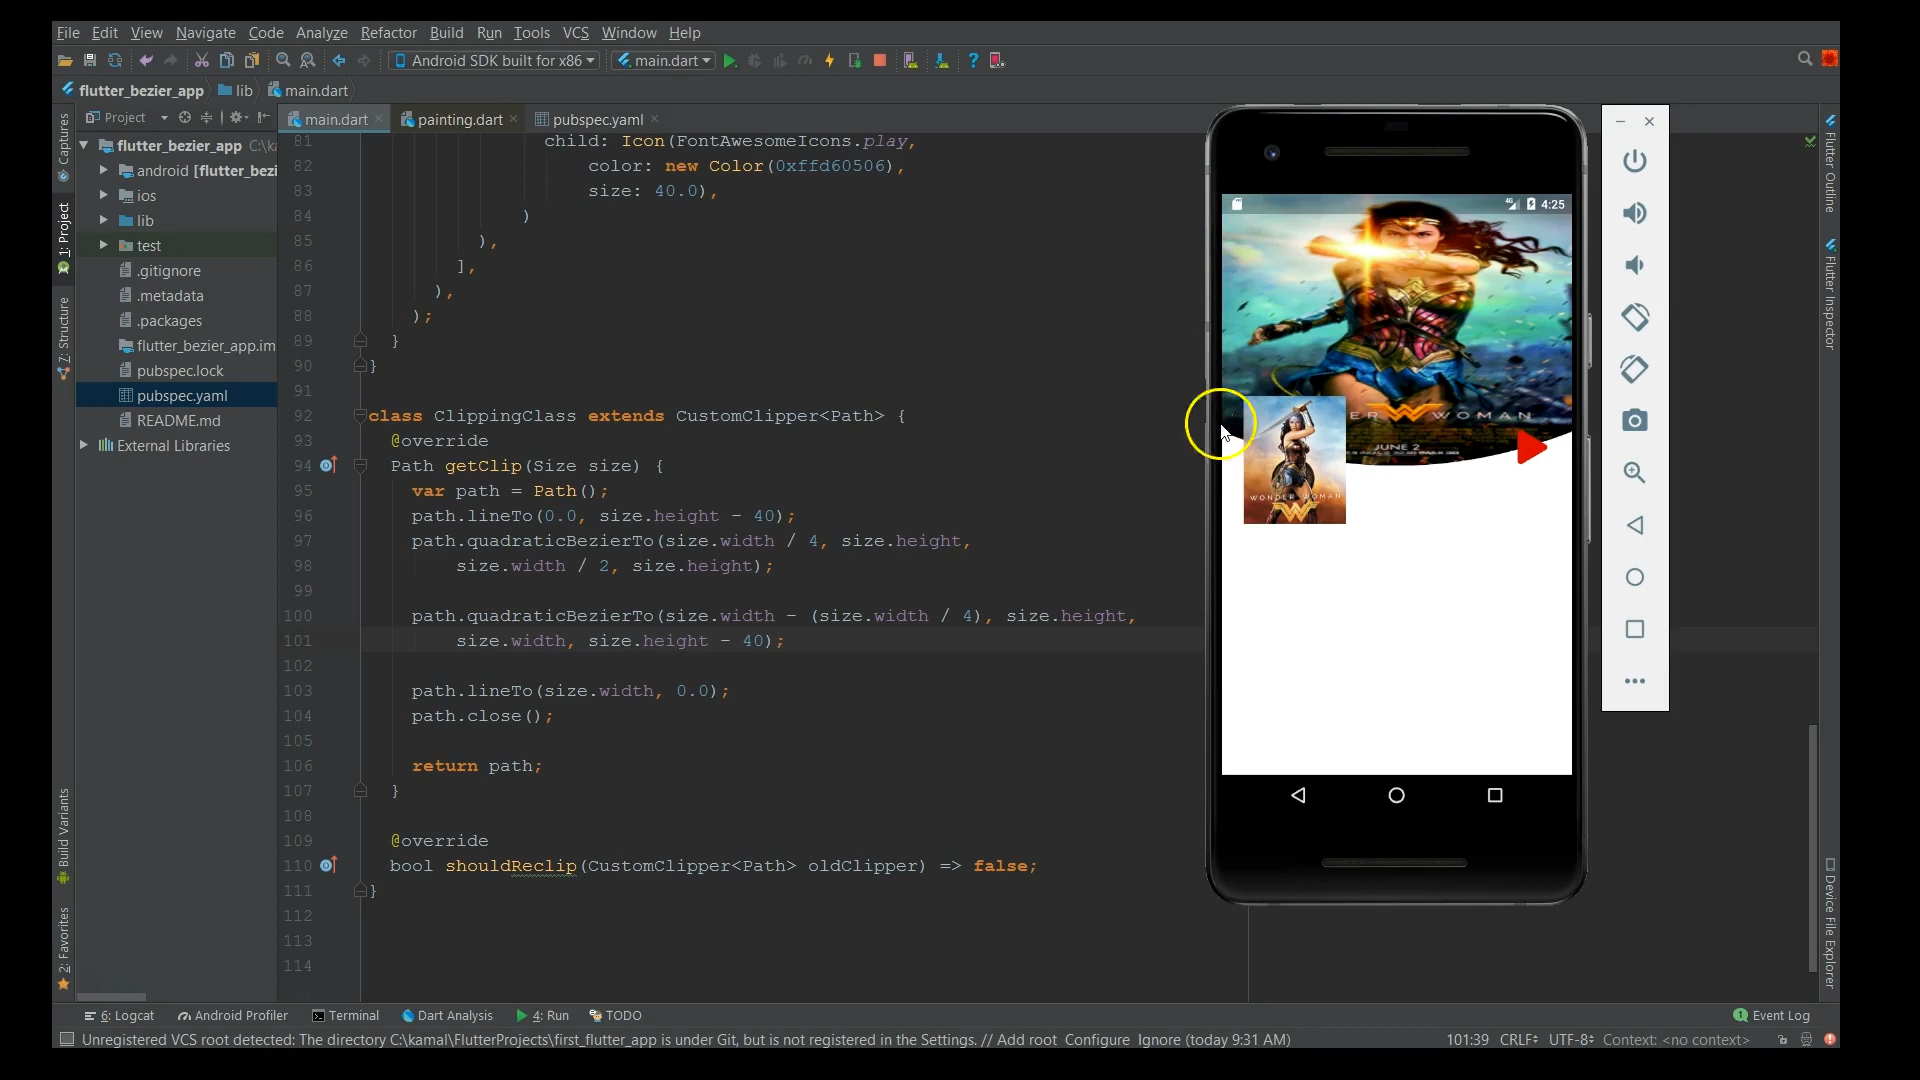 File Edit View Navigate Code Analyze Refactor Build Run Tools VCS Window Help
Android SDK built for x86 main.dart
flutter_bezier_app lib main.dart
Project
main.dart painting.dart pubspec.yaml
flutter_bezier_app C:\ka
android [flutter_bezi
ios
lib
test
.gitignore
.metadata
.packages
flutter_bezier_app.im
pubspec.lock
pubspec.yaml
README.md
External Libraries
Captures
1: Project
7: Structure
Build Variants
2: Favorites
81 child: Icon(FontAwesomeIcons.play,
82 color: new Color(0xffd60506),
83 size: 40.0),
84 )
85 ),
86 ],
87 ),
88 );
89 }
90 }
91
92 class ClippingClass extends CustomClipper<Path> {
93 @override
94 Path getClip(Size size) {
95 var path = Path();
96 path.lineTo(0.0, size.height - 40);
97 path.quadraticBezierTo(size.width / 4, size.height,
98 size.width / 2, size.height);
99
100 path.quadraticBezierTo(size.width - (size.width / 4), size.height,
101 size.width, size.height - 40);
102
103 path.lineTo(size.width, 0.0);
104 path.close();
105
106 return path;
107 }
108
109 @override
110 bool shouldReclip(CustomClipper<Path> oldClipper) => false;
111 }
112
113
114
4G 4:25
ER WOMAN
JUNE 2
WONDER WOMAN
Flutter Outline
Flutter Inspector
Device File Explorer
6: Logcat Android Profiler Terminal Dart Analysis 4: Run TODO 1 Event Log
Unregistered VCS root detected: The directory C:\kamal\FlutterProjects\first_flutter_app is under Git, but is not registered in the Settings. // Add root Configure Ignore (today 9:31 AM) 101:39 CRLF UTF-8 Context: <no context>